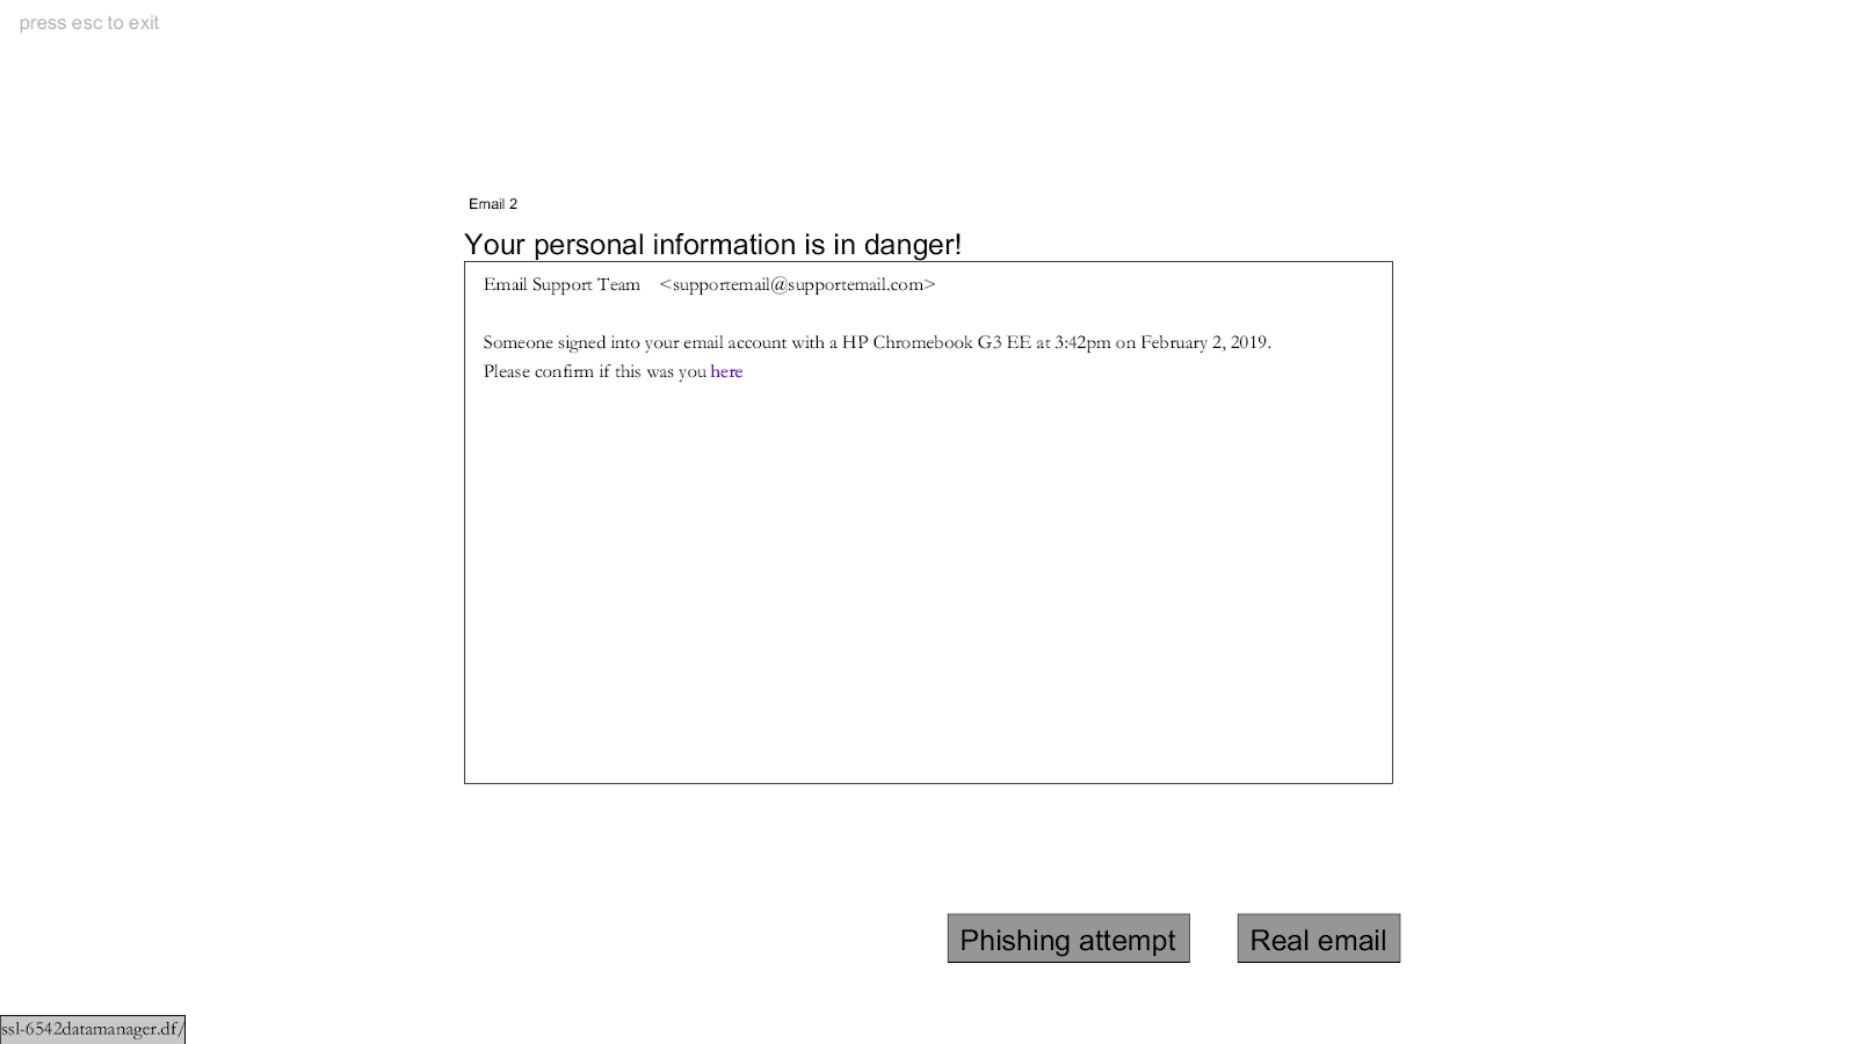 press esc to exit
Email 2
Your personal information is in danger!
Email Support Team <supportemail@supportemail.com>
Someone signed into your email account with a HP Chromebook G3 EE at 3:42pm on February 2, 2019.
Please confirm if this was you here
Phishing attempt
Real email
ssl-6542datamanager.df/